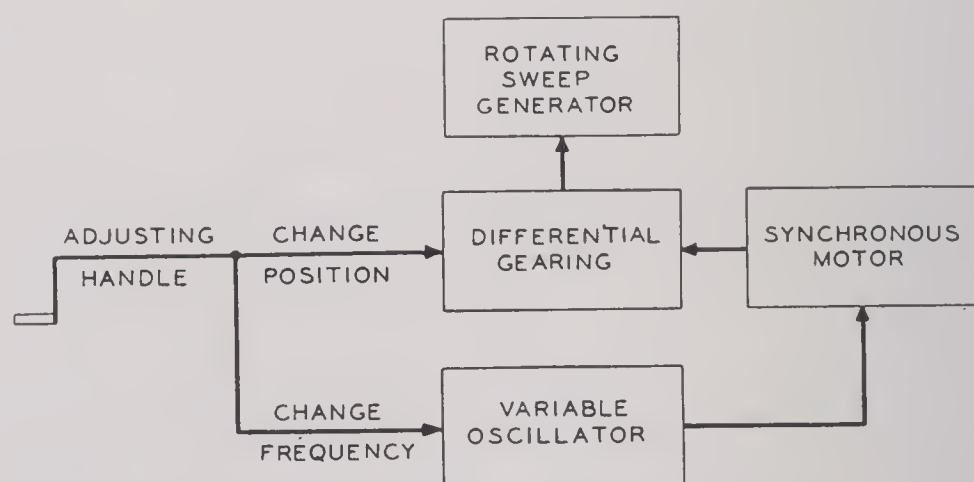 ROTATING
SWEEP
GENERATOR
ADJUSTING
HANDLE
CHANGE
POSITION
DIFFERENTIAL
GEARING
SYNCHRONOUS
MOTOR
CHANGE
FREQUENCY
VARIABLE
OSCILLATOR